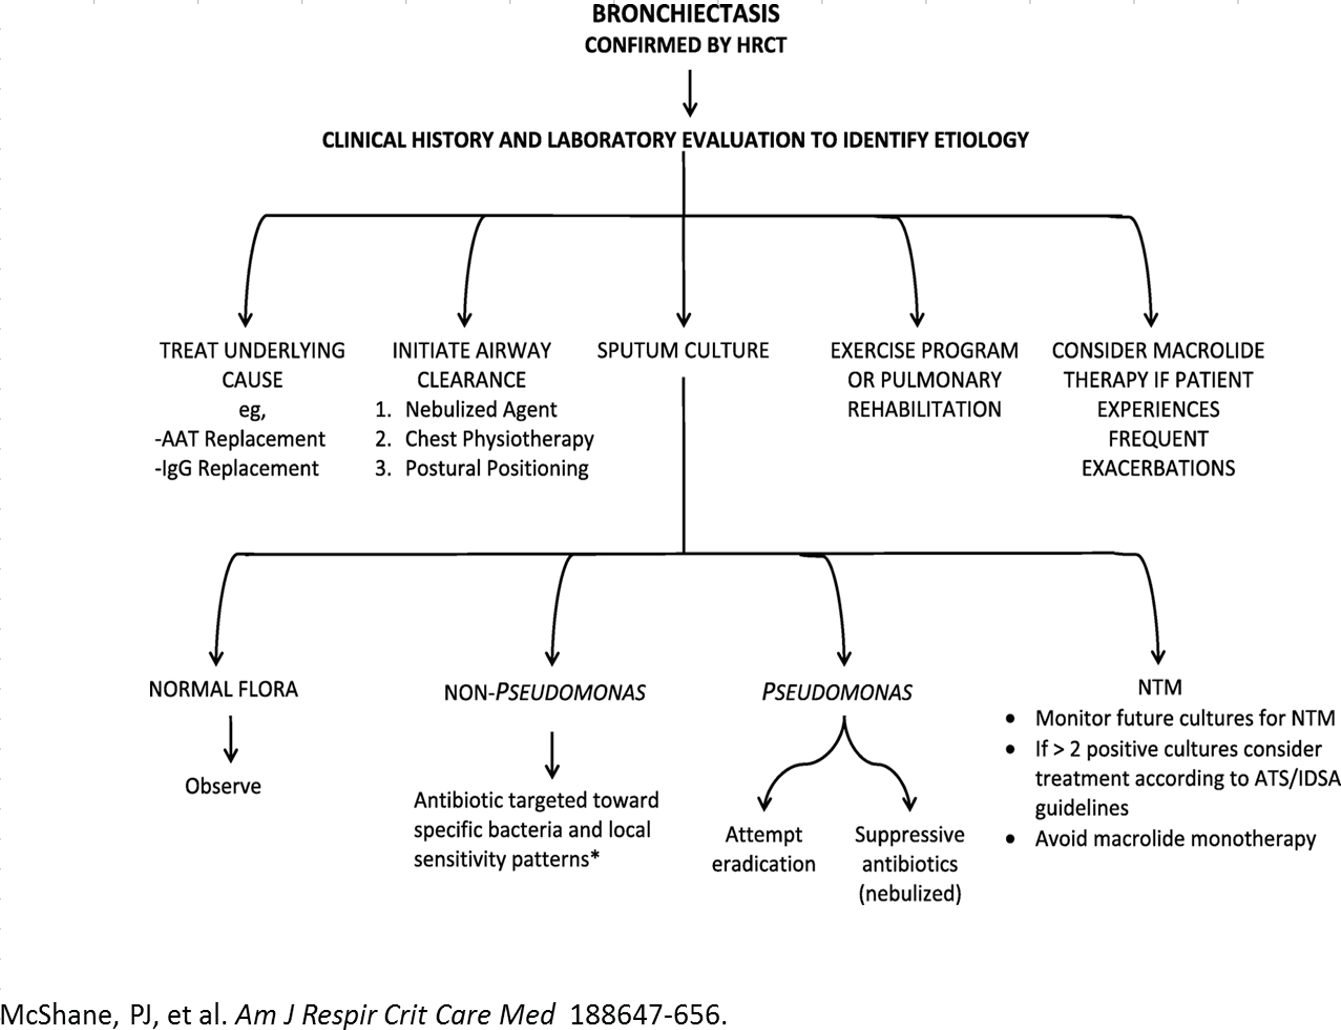 BRONCHIECTASIS
CONFIRMED BY HRCT
CLINICAL HISTORY AND LABORATORY EVALUATION TO IDENTIFY ETIOLOGY
TREAT UNDERLYING
CAUSE
eg,
-AAT Replacement
-IgG Replacement
INITIATE AIRWAY
CLEARANCE
1. Nebulized Agent
2. Chest Physiotherapy
3. Postural Positioning
SPUTUM CULTURE
EXERCISE PROGRAM
OR PULMONARY
REHABILITATION
CONSIDER MACROLIDE
THERAPY IF PATIENT
EXPERIENCES
FREQUENT
EXACERBATIONS
NORMAL FLORA
Observe
NON-PSEUDOMONAS
Antibiotic targeted toward
specific bacteria and local
sensitivity patterns*
PSEUDOMONAS
Attempt
eradication
Suppressive
antibiotics
(nebulized)
NTM
• Monitor future cultures for NTM
• If > 2 positive cultures consider
treatment according to ATS/IDSA
guidelines
• Avoid macrolide monotherapy
McShane, PJ, et al. Am J Respir Crit Care Med 188647-656.